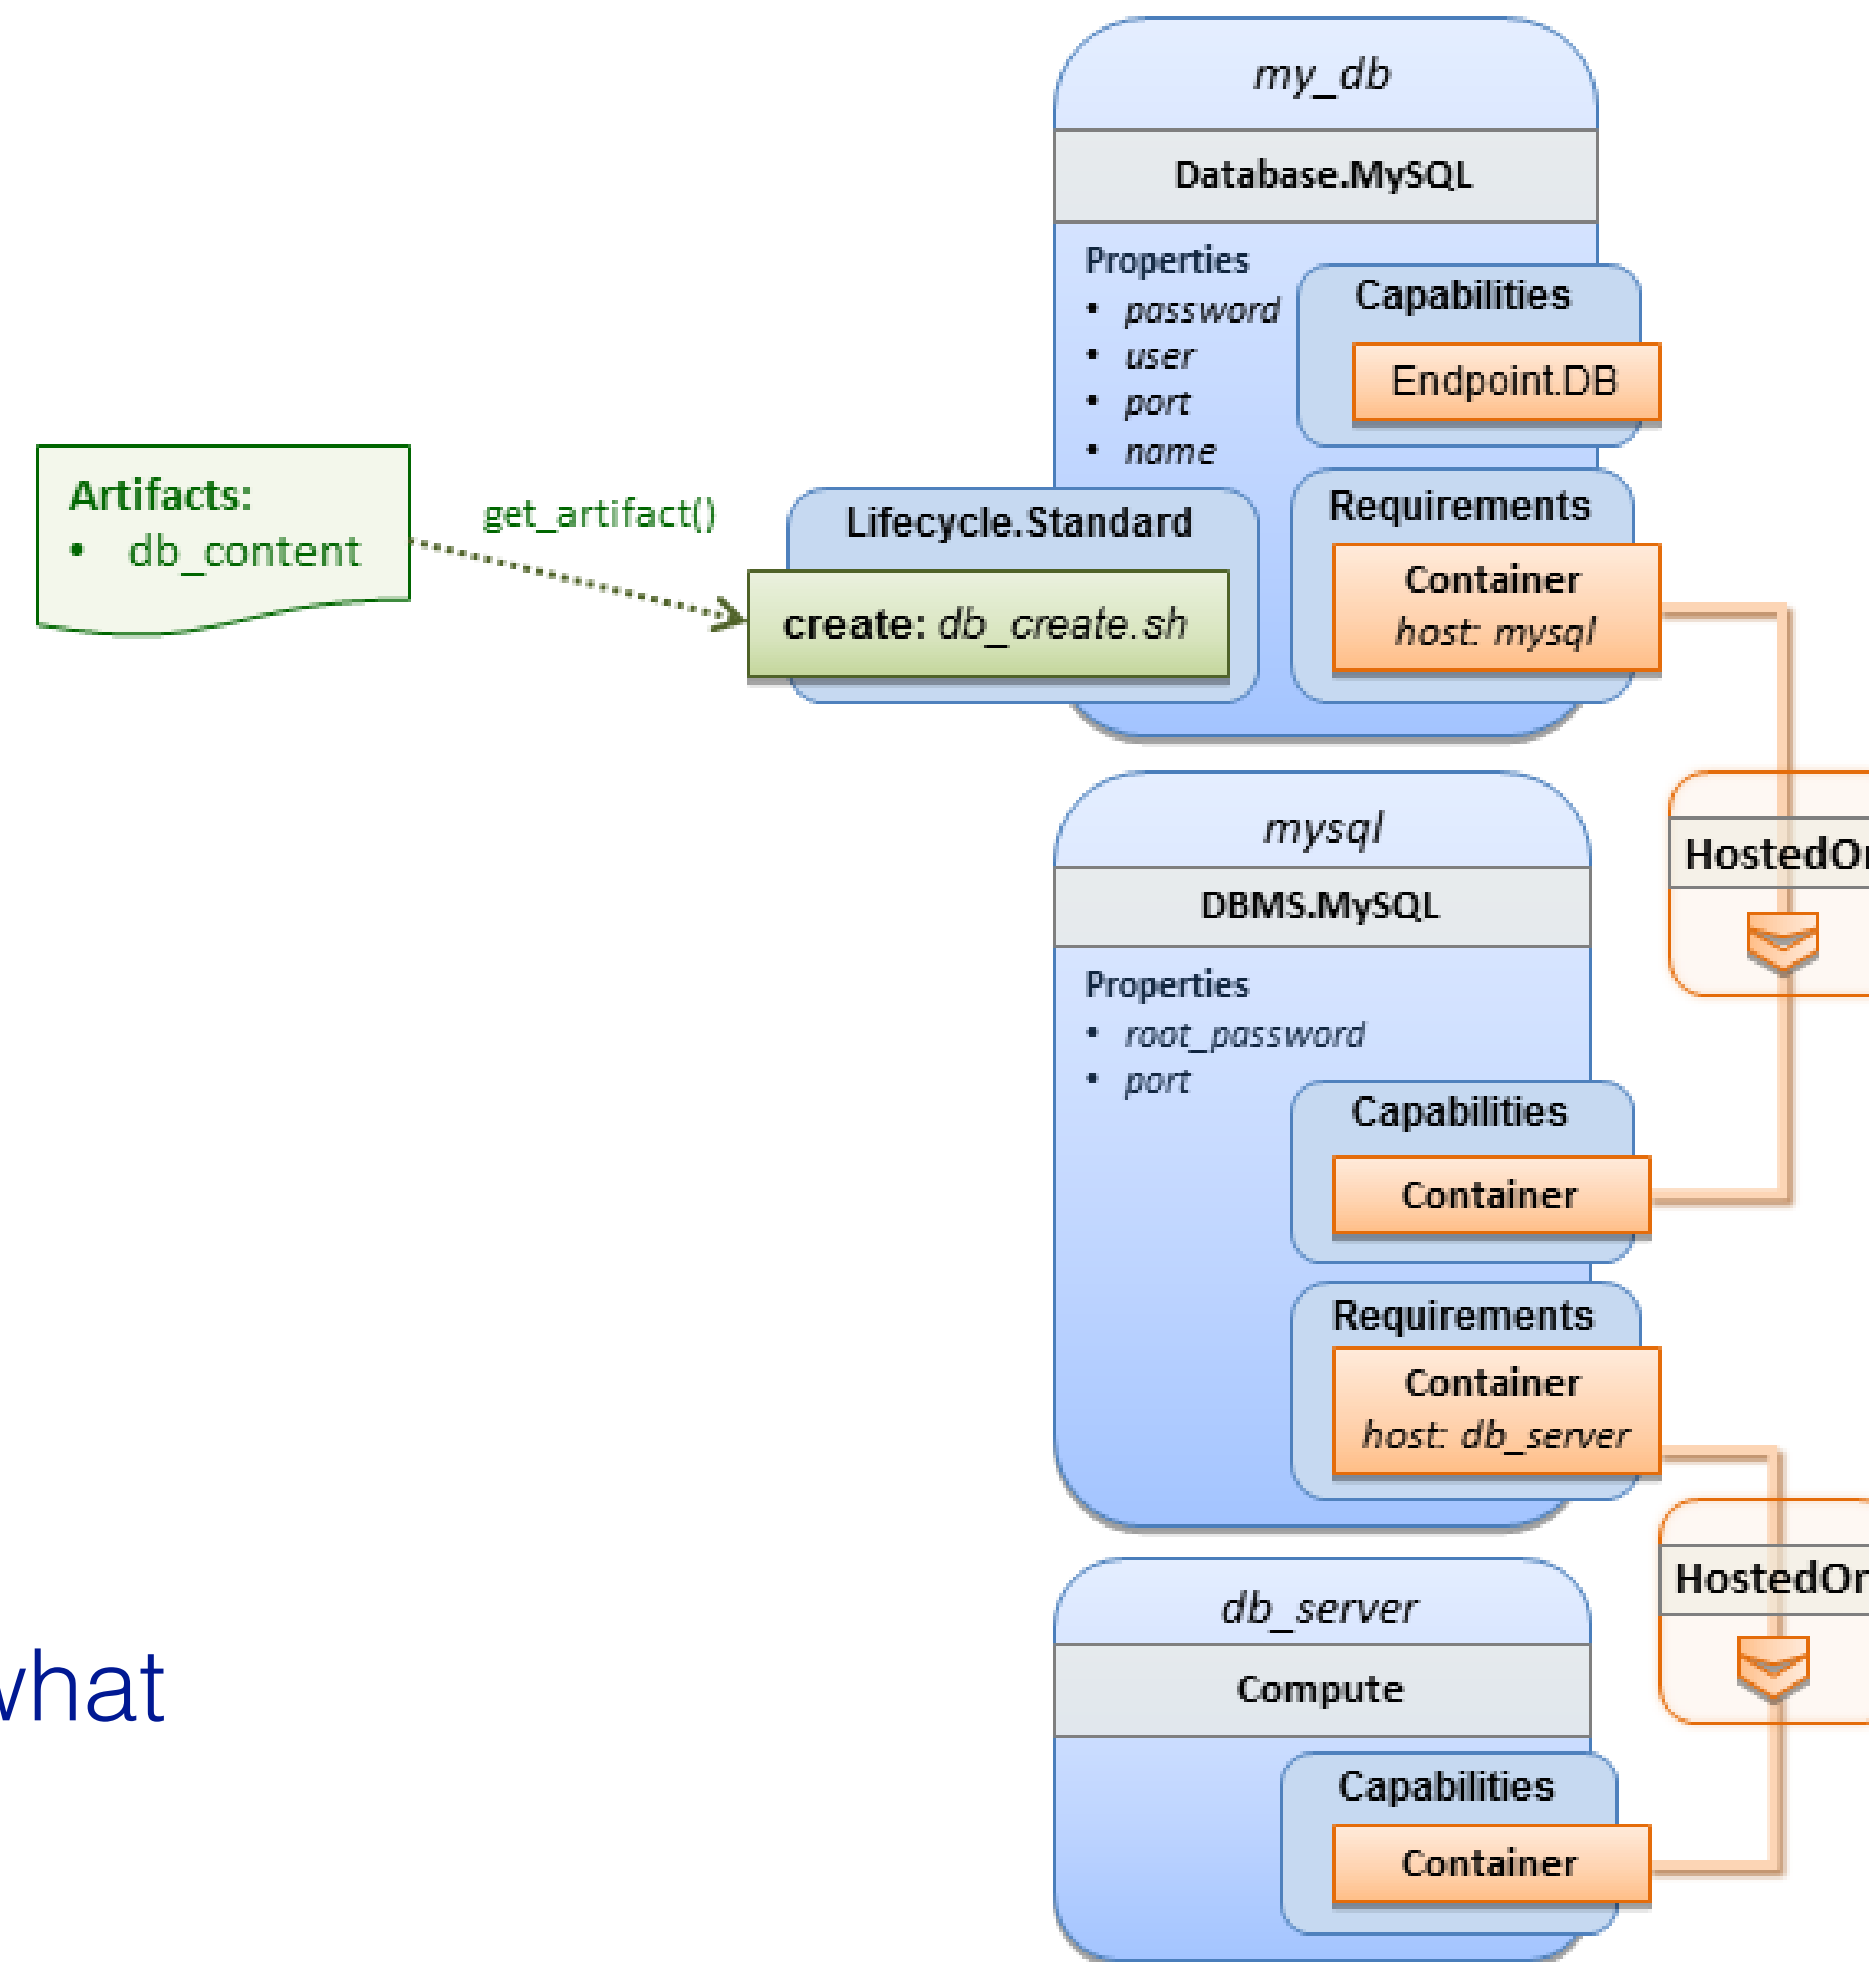 my_db
Database.MySQL
Properties
• password
• user
• port
• name
Capabilities
Endpoint.DB
Requirements
Container
host: mysql
Artifacts:
• db_content
get_artifact()
Lifecycle.Standard
create: db_create.sh
mysql
DBMS.MySQL
Properties
• root_password
• port
Capabilities
Container
Requirements
Container
host: db_server
HostedOn
db_server
Compute
Capabilities
Container
HostedOn
what